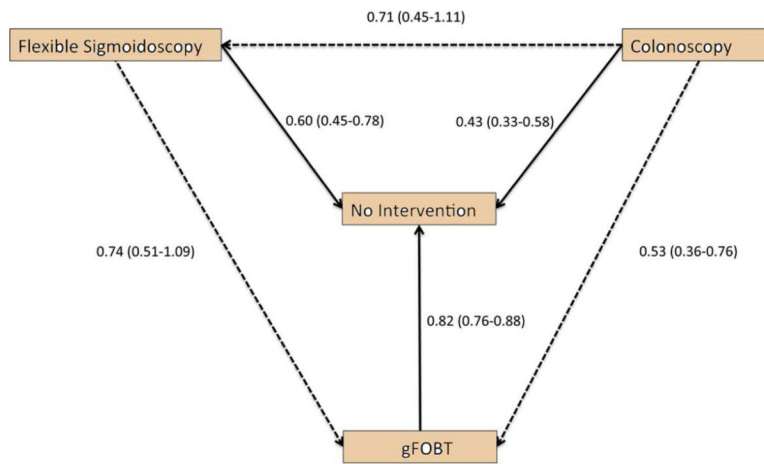 0.71 (0.45-1.11)
Flexible Sigmoidoscopy
Colonoscopy
0.60 (0.45-0.78)
0.43 (0.33-0.58)
No Intervention
0.74 (0.51-1.09)
0.53 (0.36-0.76)
0.82 (0.76-0.88)
gFOBT